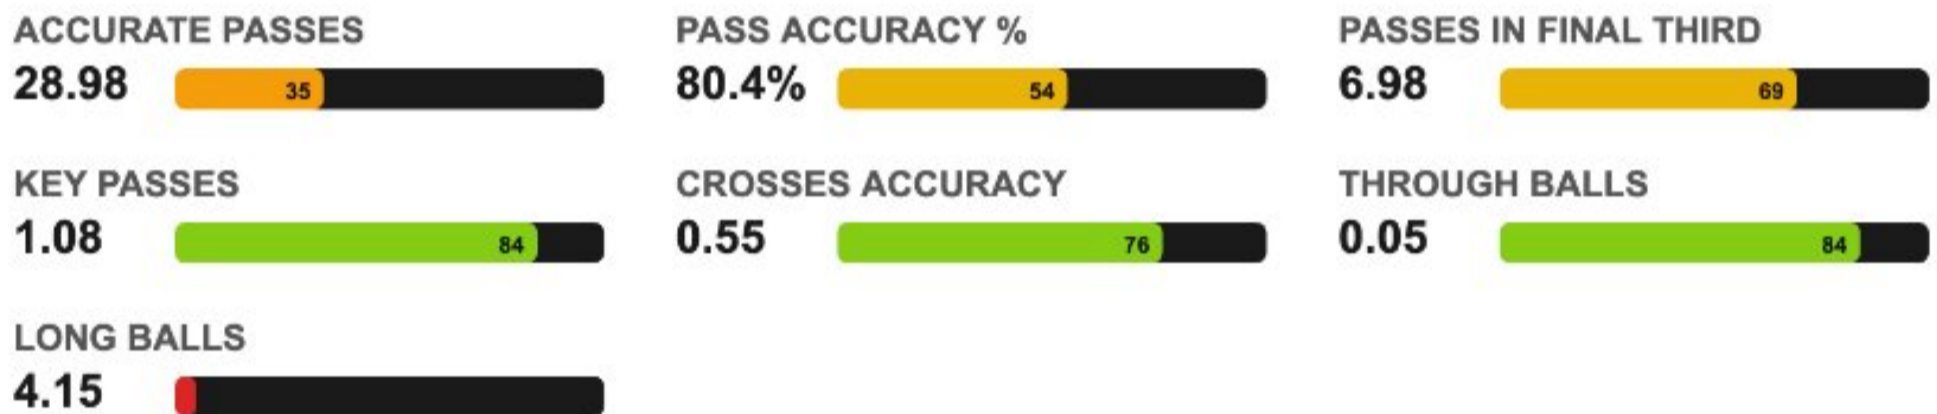 ACCURATE PASSES
28.98 35
PASS ACCURACY %
80.4% 54
PASSES IN FINAL THIRD
6.98 69
KEY PASSES
1.08 84
CROSSES ACCURACY
0.55 76
THROUGH BALLS
0.05 84
LONG BALLS
4.15